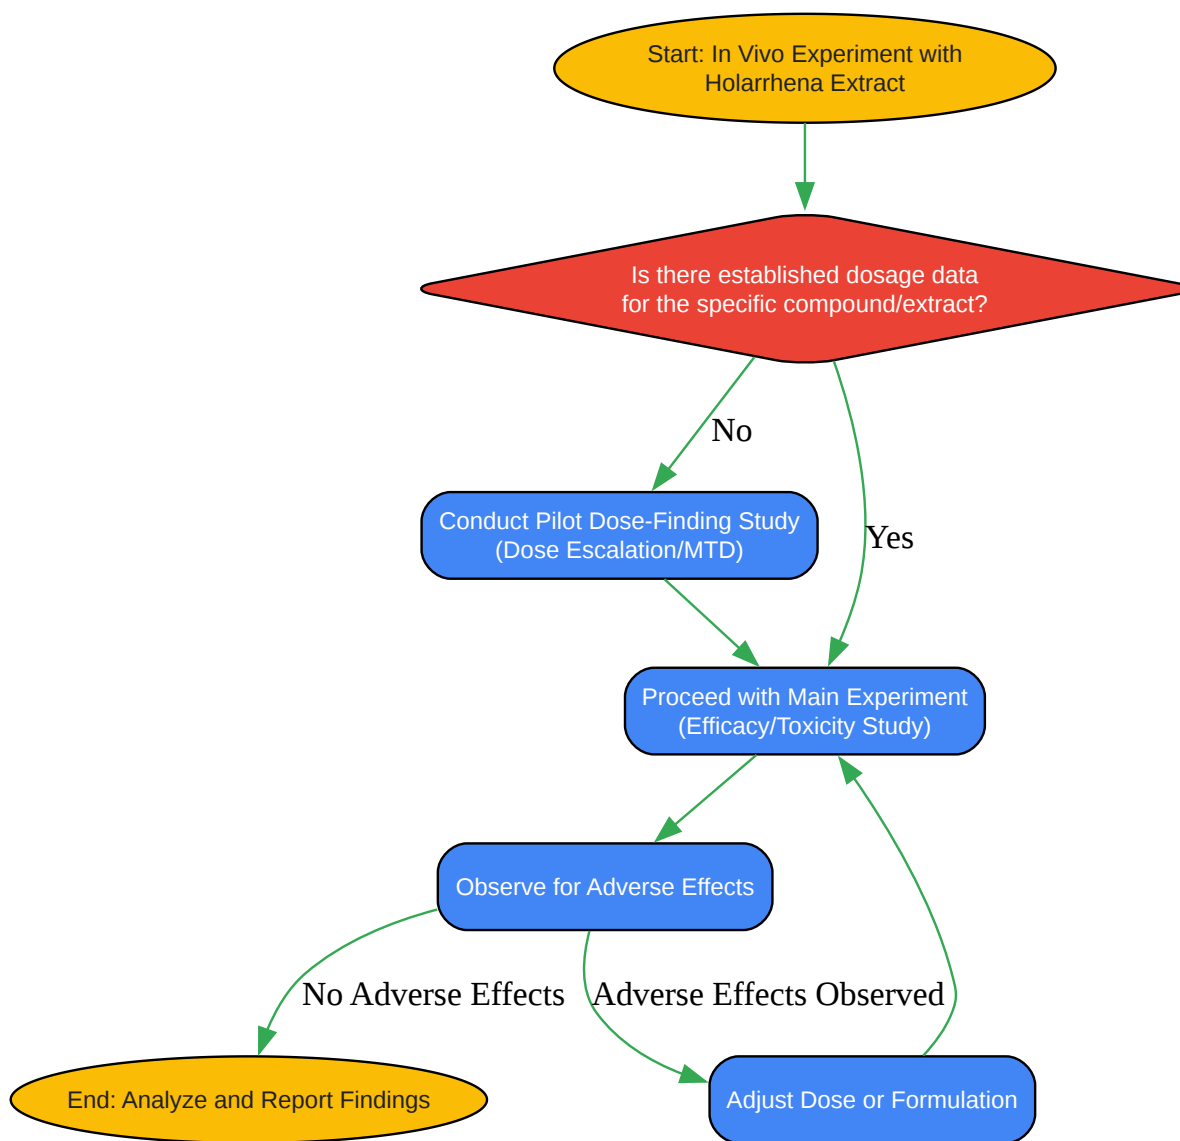 Start: In Vivo Experiment with
Holarrhena Extract
Is there established dosage data
for the specific compound/extract?
No
Conduct Pilot Dose-Finding Study
(Dose Escalation/MTD)
Yes
Proceed with Main Experiment
(Efficacy/Toxicity Study)
Observe for Adverse Effects
No Adverse Effects
Adverse Effects Observed
End: Analyze and Report Findings
Adjust Dose or Formulation